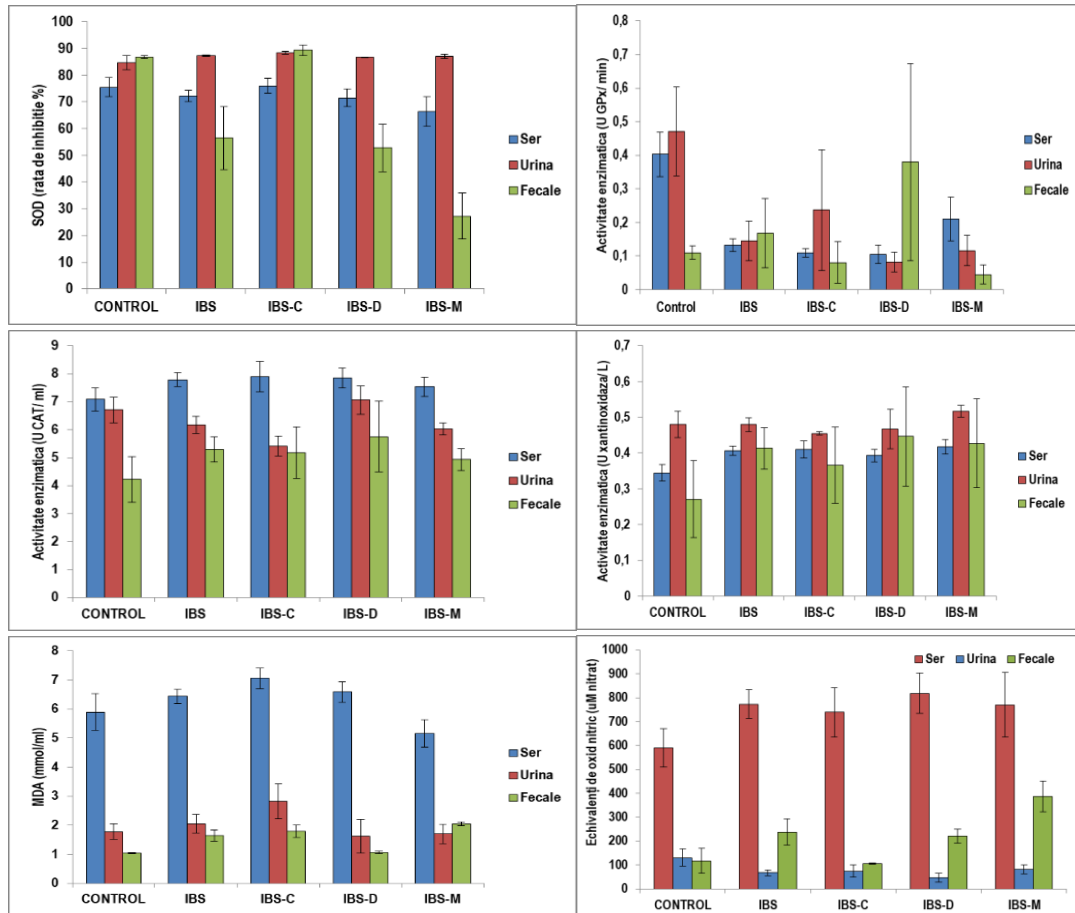 SOD (rata de inhibitie %)
100
90
80
70
60
50
40
30
20
10
0
CONTROL IBS IBS-C IBS-D IBS-M
Ser
Urina
Fecale
Activitate enzimatica (U GPx/ min)
0,8
0,7
0,6
0,5
0,4
0,3
0,2
0,1
0
Control IBS IBS-C IBS-D IBS-M
Ser
Urina
Fecale
Activitate enzimatica (U CAT/ ml)
9
8
7
6
5
4
3
2
1
0
CONTROL IBS IBS-C IBS-D IBS-M
Ser
Urina
Fecale
Activitate enzimatica (U xantinoxidaza/ L)
0,7
0,6
0,5
0,4
0,3
0,2
0,1
0
CONTROL IBS IBS-C IBS-D IBS-M
Ser
Urina
Fecale
MDA (mmol/ml)
8
7
6
5
4
3
2
1
0
CONTROL IBS IBS-C IBS-D IBS-M
Ser
Urina
Fecale
Echivalenți de oxid nitric (uM nitrat)
1000
900
800
700
600
500
400
300
200
100
0
CONTROL IBS IBS-C IBS-D IBS-M
Ser Urina Fecale